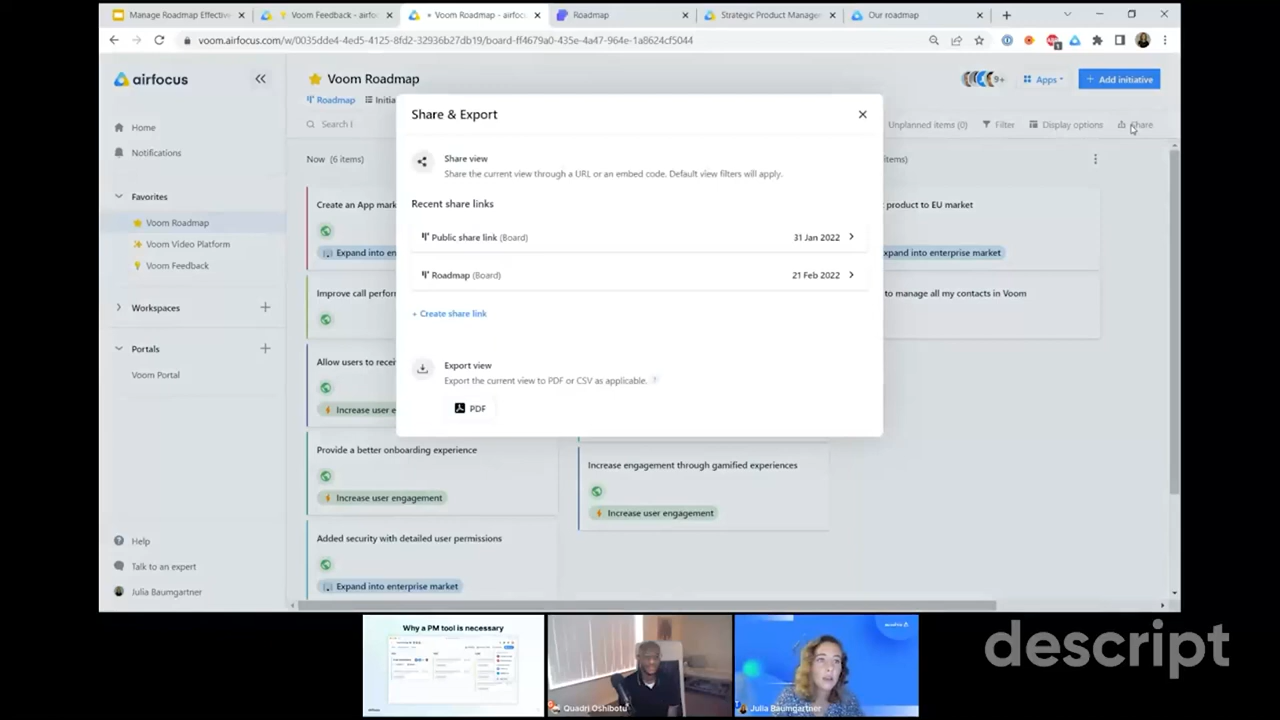 Manage Roadmap Effective
Voom Feedback - airfo
Voom Roadmap - airfoc
Roadmap
Strategic Product Manage
Our roadmap
voom.airfocus.com/w/0035dde4-4ed5-4125-8fd2-32936b27db19/board-ff4679a0-435e-4a47-964e-1a8624cf5044
airfocus
Voom Roadmap
9+
Apps
+ Add initiative
Roadmap
Initia
Search
Unplanned items (0)
Filter
Display options
Share
Home
Notifications
Favorites
Voom Roadmap
Voom Video Platform
Voom Feedback
Workspaces
Portals
Voom Portal
Help
Talk to an expert
Julia Baumgartner
Share & Export
Share view
Share the current view through a URL or an embed code. Default view filters will apply.
Recent share links
Public share link (Board)
31 Jan 2022
Roadmap (Board)
21 Feb 2022
+ Create share link
Export view
Export the current view to PDF or CSV as applicable.
PDF
Now (6 items)
Create an App mark
Expand into en
Improve call perform
Allow users to recei
Increase user e
Provide a better onboarding experience
Increase user engagement
Added security with detailed user permissions
Expand into enterprise market
Increase engagement through gamified experiences
Increase user engagement
items)
product to EU market
xpand into enterprise market
to manage all my contacts in Voom
Why a PM tool is necessary
Quadri Oshibotu
Julia Baumgartner
descript